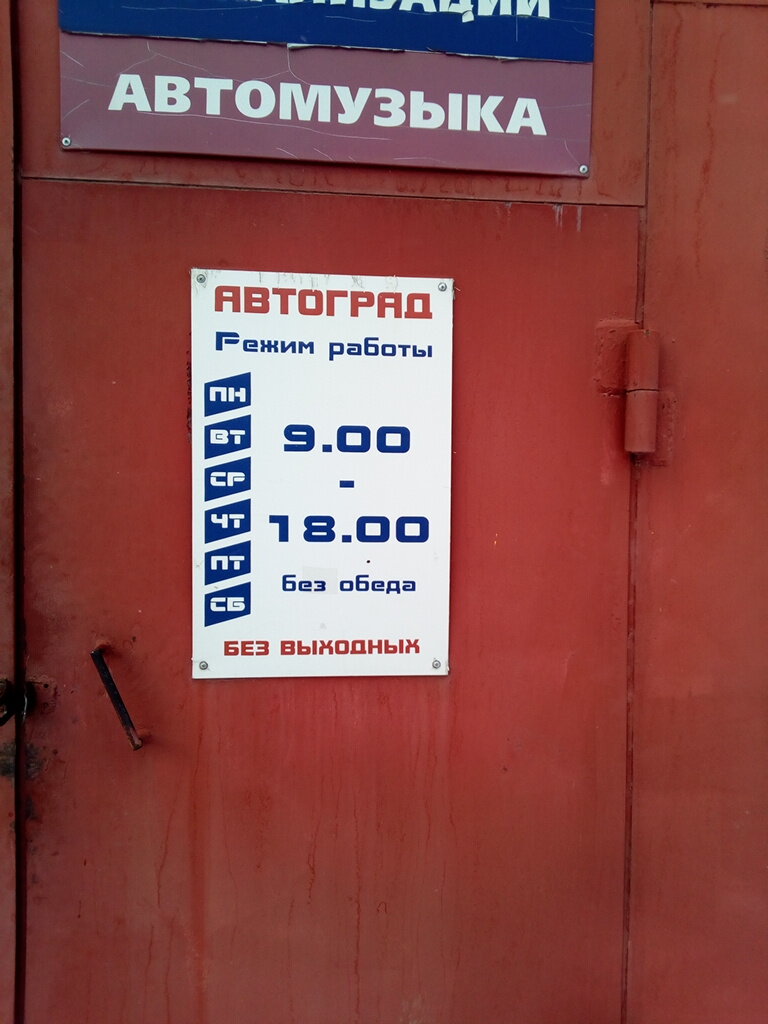 АВТОМУЗЫКА
АВТОГРАД
Режим работы
ПН
ВТ
СР
ЧТ
ПТ
СБ
9.00
-
18.00
без обеда
БЕЗ ВЫХОДНЫХ